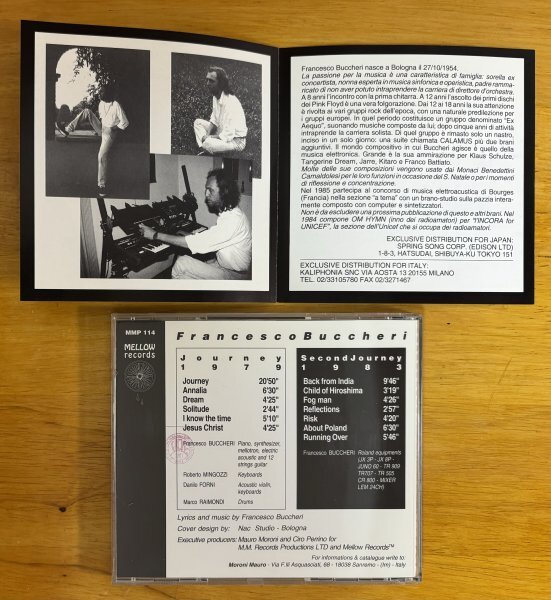 Francesco Buccheri nasce a Bologna il 27/10/1954.
La passione per la musica è una caratteristica di famiglia: sorella ex
concertista, nonna esperta in musica sinfonica e operistica, padre rammaricato
di non aver potuto intraprendere la carriera di direttore d'orchestra.
A 8 anni l'incontro con la prima chitarra. A 12 anni l'ascolto dei primi dischi
dei Pink Floyd è una vera folgorazione. Dai 12 ai 18 anni la sua attenzione
è rivolta ai vari gruppi rock dell'epoca, con una naturale predilezione per
i gruppi europei. In quel periodo costituisce un gruppo denominato "Ex
Aequo", suonando musiche composte da lui; dopo cinque anni di attività
intraprende la carriera solista. Di quel gruppo è rimasto solo un nastro,
inciso in un solo giorno: una suite chiamata CALAMUS più due brani
aggiuntivi. Il mondo compositivo in cui Buccheri agisce è quello della
musica elettronica. Grande è la sua ammirazione per Klaus Schulze,
Tangerine Dream, Jarre, Kitaro e Franco Battiato.
Molte delle sue composizioni vengono usate dai Monaci Benedettini
Camaldolesi per le loro funzioni in occasione del S. Natale o per i momenti
di riflessione e concentrazione.
Nel 1985 partecipa al concorso di musica elettroacustica di Bourges
(Francia) nella sezione "a tema" con un brano-studio sulla pazzia interamente
composto con computer e sintetizzatori.
Non è da escludere una prossima pubblicazione di questo e altri brani. Nel
1984 compone OM HYMN (inno dei radioamatori) per "l'INCORA for
UNICEF", la sezione dell'Unicef che si occupa dei radioamatori.
EXCLUSIVE DISTRIBUTION FOR JAPAN:
SPRING SONG CORP. (EDISON LTD)
1-8-3, HATSUDAI, SHIBUYA-KU TOKYO 151
EXCLUSIVE DISTRIBUTION FOR ITALY:
KALIPHONIA SNC VIA AOSTA 13 20155 MILANO
TEL. 02/33105780 FAX 02/3271467
MMP 114
MELLOW
records
Francesco Buccheri
Journey
1979
Journey 20'50"
Annalia 6'30"
Dream 4'25"
Solitude 2'44"
I know the time 5'10"
Jesus Christ 4'25"
Francesco BUCCHERI Piano, synthesizer,
mellotron, electric
acoustic and 12
strings guitar
Roberto MINGOZZI Keyboards
Danilo FORNI Acoustic violin,
keyboards
Marco RAIMONDI Drums
Second Journey
1983
Back from India 9'46"
Child of Hiroshima 3'19"
Fog man 4'26"
Reflections 2'57"
Risk 4'20"
About Poland 6'30"
Running Over 5'46"
Francesco BUCCHERI Roland equipments
(JX 3P - JX 8P -
JUNO 60 - TR 909
TR707 - TR 505
CR 800 - MIXER
LEM 24CH)
Lyrics and music by Francesco Buccheri
Cover design by: Nac Studio - Bologna
Executive producers: Mauro Moroni and Ciro Perrino for
M.M. Records Productions LTD and Mellow Records™
For informations & catalogue write to:
Moroni Mauro - Via F.lli Asquasciati, 68 - 18038 Sanremo - (Im) - Italy